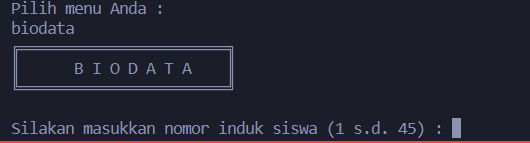 Pilih menu Anda :
biodata
B I O D A T A
Silakan masukkan nomor induk siswa (1 s.d. 45) :